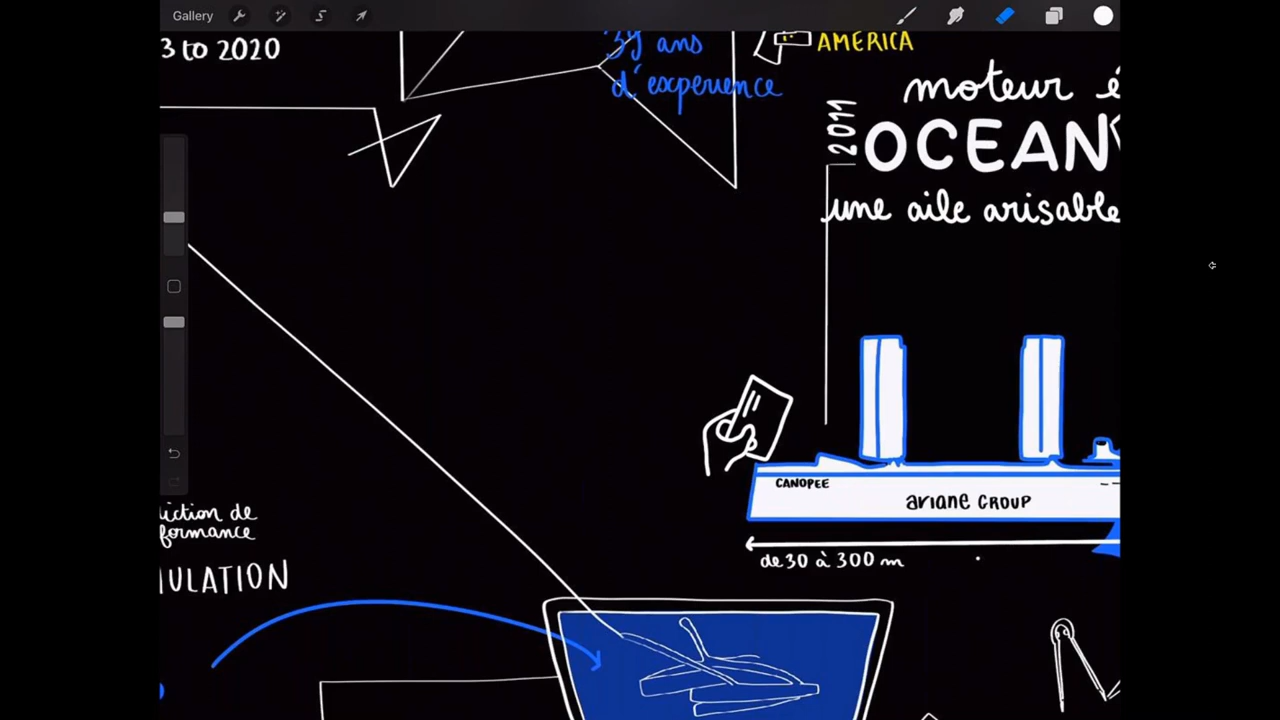 Gallery
3 to 2020
39 ans
d'experience
AMERICA
moteur é
2011
OCEAN
une aile arisable
CANOPEE
ariane GROUP
de 30 à 300 m
iction de
formance
ULATION